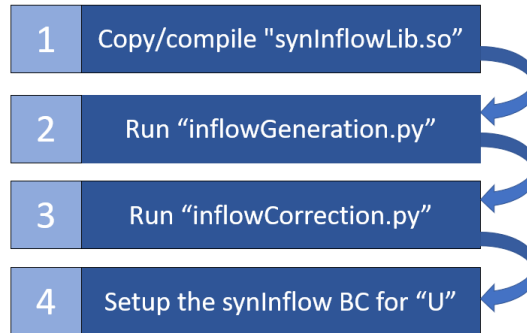 1 Copy/compile "synInflowLib.so”
2 Run “inflowGeneration.py”
3 Run “inflowCorrection.py”
4 Setup the synInflow BC for “U”